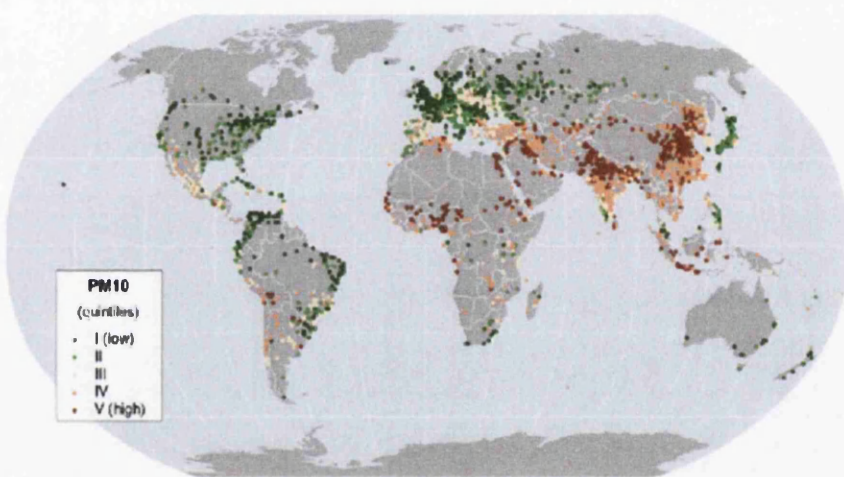 PM10
(quintiles)
I (low)
II
III
IV
V (high)